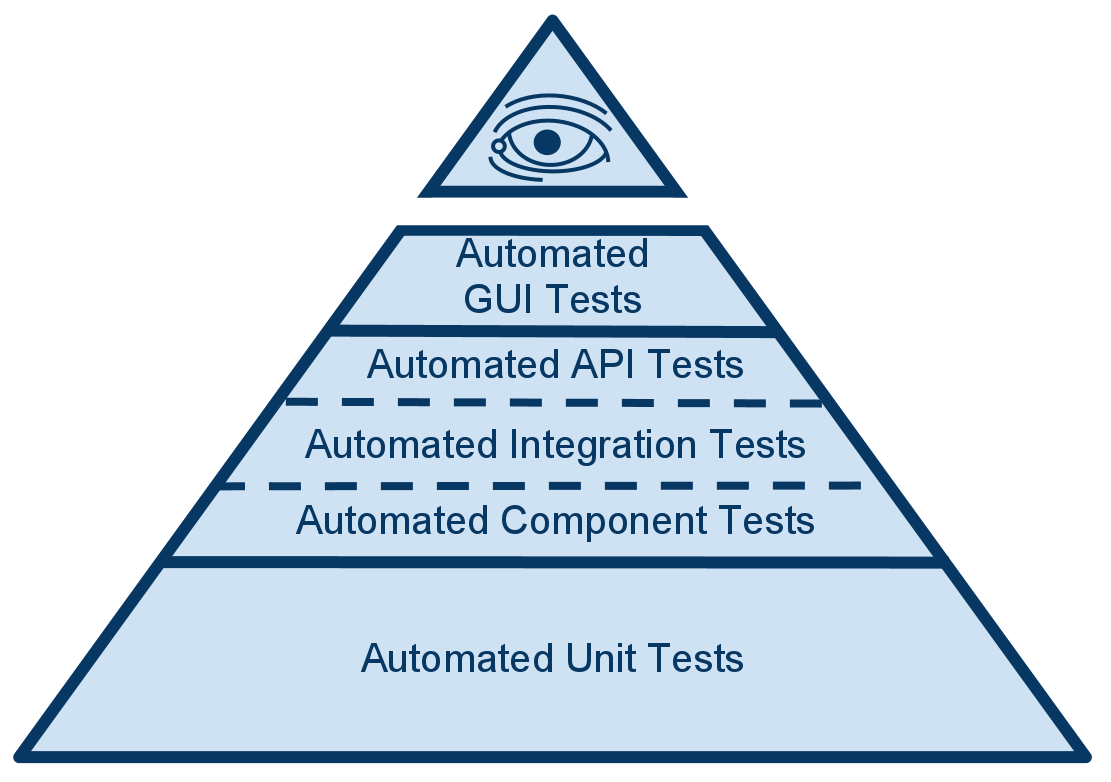 Automated
GUI Tests
Automated API Tests
Automated Integration Tests
Automated Component Tests
Automated Unit Tests